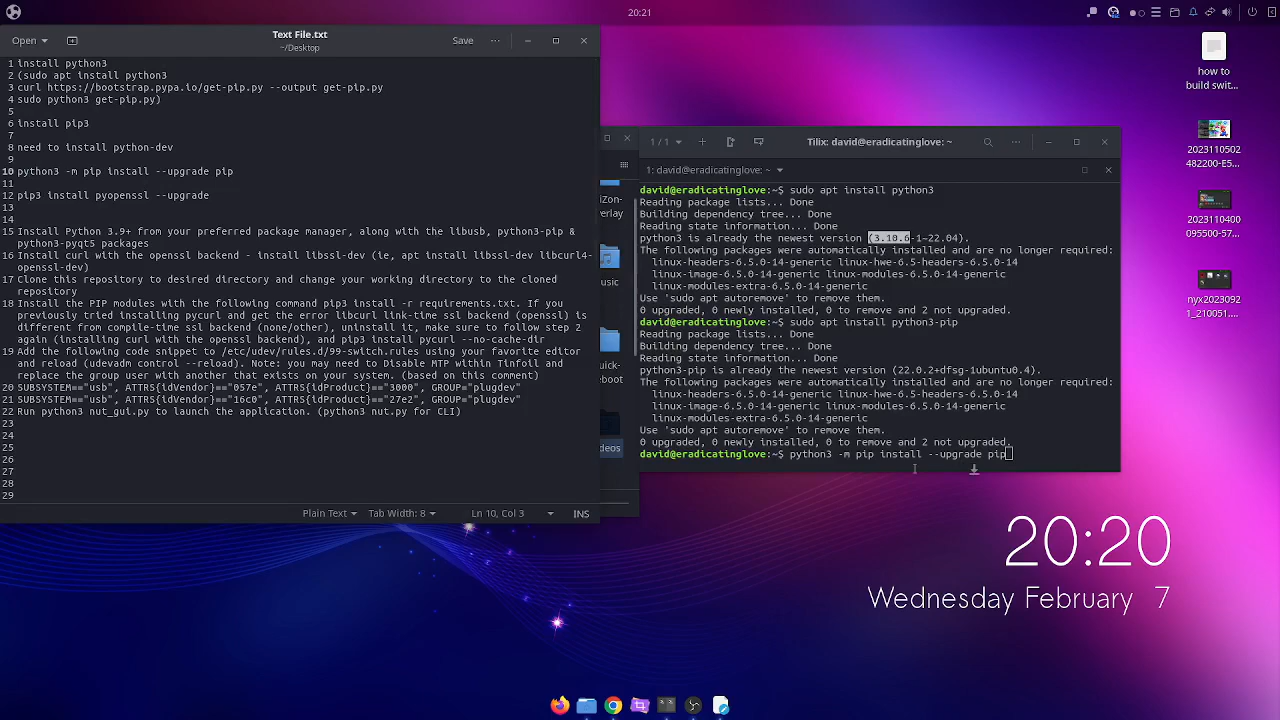 20:21
Open
Text File.txt
~/Desktop
Save
1 install python3
2 (sudo apt install python3
3 curl https://bootstrap.pypa.io/get-pip.py --output get-pip.py
4 sudo python3 get-pip.py)
5
6 install pip3
7
8 need to install python-dev
9
10 python3 -m pip install --upgrade pip
11
12 pip3 install pyopenssl --upgrade
13
14
15 Install Python 3.9+ from your preferred package manager, along with the libusb, python3-pip &
python3-pyqt5 packages
16 Install curl with the openssl backend - install libssl-dev (ie, apt install libssl-dev libcurl4-
openssl-dev)
17 Clone this repository to desired directory and change your working directory to the cloned
repository
18 Install the PIP modules with the following command pip3 install -r requirements.txt. If you
previously tried installing pycurl and get the error libcurl link-time ssl backend (openssl) is
different from compile-time ssl backend (none/other), uninstall it, make sure to follow step 2
again (installing curl with the openssl backend), and pip3 install pycurl --no-cache-dir
19 Add the following code snippet to /etc/udev/rules.d/99-switch.rules using your favorite editor
and reload (udevadm control --reload). Note: you may need to Disable MTP within Tinfoil and
replace the group user with another that exists on your system. (based on this comment)
20 SUBSYSTEM=="usb", ATTRS{idVendor}=="057e", ATTRS{idProduct}=="3000", GROUP="plugdev"
21 SUBSYSTEM=="usb", ATTRS{idVendor}=="16c0", ATTRS{idProduct}=="27e2", GROUP="plugdev"
22 Run python3 nut_gui.py to launch the application. (python3 nut.py for CLI)
23
24
25
26
27
28
29
Plain Text
Tab Width: 8
Ln 10, Col 3
INS
iZon-
verlay
usic
uick-
eboot
deos
1 / 1
Tilix: david@eradicatinglove: ~
1: david@eradicatinglove: ~
david@eradicatinglove:~$ sudo apt install python3
Reading package lists... Done
Building dependency tree... Done
Reading state information... Done
python3 is already the newest version (3.10.6-1~22.04).
The following packages were automatically installed and are no longer required:
linux-headers-6.5.0-14-generic linux-hwe-6.5-headers-6.5.0-14
linux-image-6.5.0-14-generic linux-modules-6.5.0-14-generic
linux-modules-extra-6.5.0-14-generic
Use 'sudo apt autoremove' to remove them.
0 upgraded, 0 newly installed, 0 to remove and 2 not upgraded.
david@eradicatinglove:~$ sudo apt install python3-pip
Reading package lists... Done
Building dependency tree... Done
Reading state information... Done
python3-pip is already the newest version (22.0.2+dfsg-1ubuntu0.4).
The following packages were automatically installed and are no longer required:
linux-headers-6.5.0-14-generic linux-hwe-6.5-headers-6.5.0-14
linux-image-6.5.0-14-generic linux-modules-6.5.0-14-generic
linux-modules-extra-6.5.0-14-generic
Use 'sudo apt autoremove' to remove them.
0 upgraded, 0 newly installed, 0 to remove and 2 not upgraded.
david@eradicatinglove:~$ python3 -m pip install --upgrade pip
how to
build swit...
2023110502
482200-E5...
2023110400
095500-57...
nyx2023092
1_210051....
20:20
Wednesday February 7